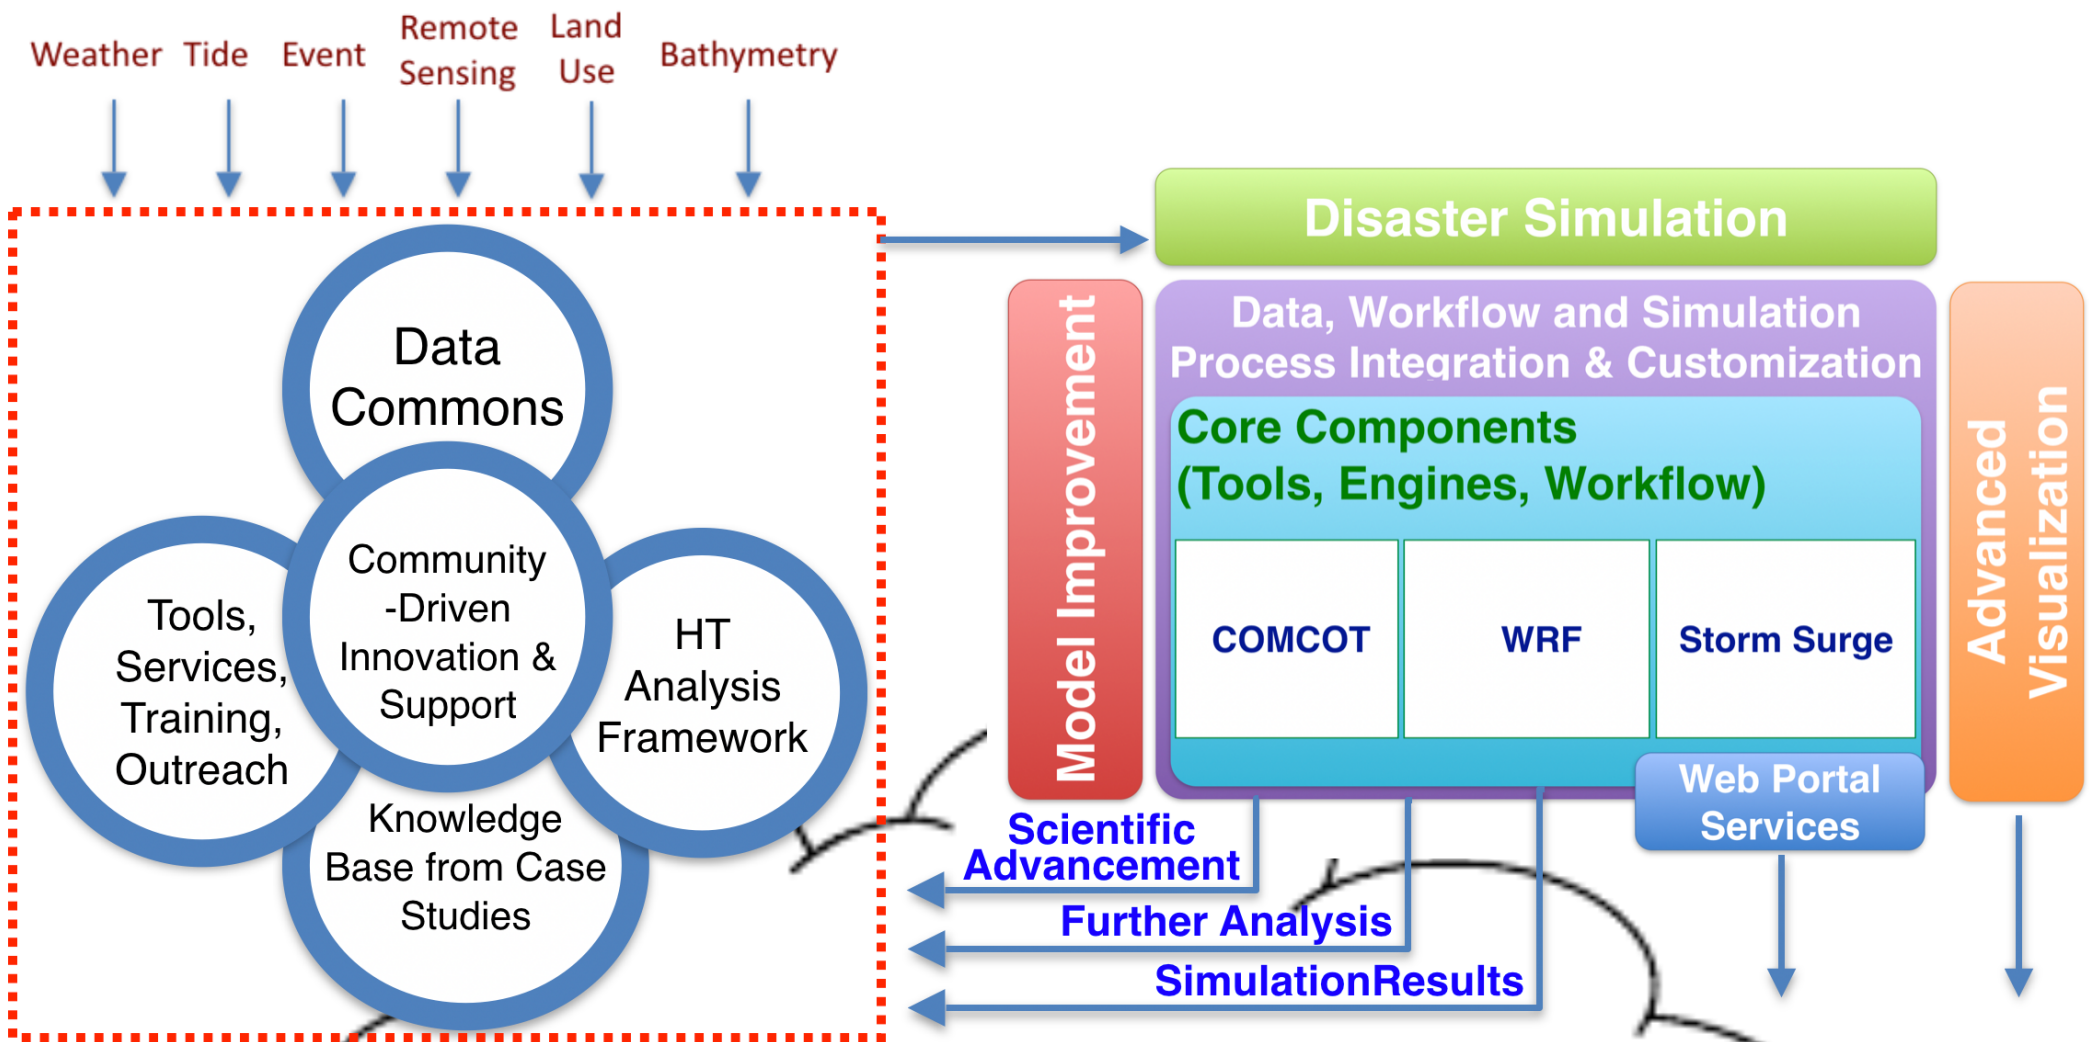 Weather Tide Event Remote Sensing Land Use Bathymetry
Data
Commons
Community
-Driven
Innovation &
Support
Tools,
Services,
Training,
Outreach
HT
Analysis
Framework
Knowledge
Base from Case
Studies
Disaster Simulation
Model Improvement
Data, Workflow and Simulation
Process Integration & Customization
Core Components
(Tools, Engines, Workflow)
COMCOT
WRF
Storm Surge
Web Portal
Services
Advanced
Visualization
Scientific
Advancement
Further Analysis
SimulationResults